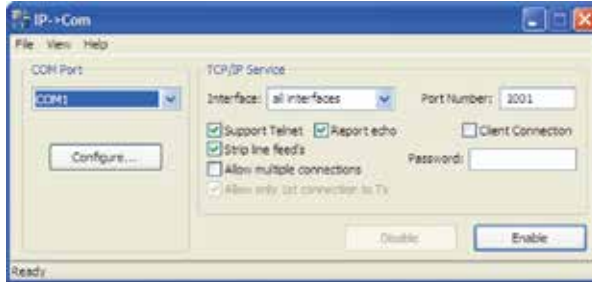 IP->Com
File View Help
COM Port
COM1
Configure...
TCP/IP Service
Interface: all interfaces
Port Number: 1001
Support Telnet
Report echo
Client Connection
Strip line feed's
Password:
Allow multiple connections
Allow only 1st connection to Tx
Disable
Enable
Ready